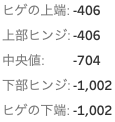 ヒゲの上端: -406
上部ヒンジ: -406
中央値: -704
下部ヒンジ: -1,002
ヒゲの下端: -1,002